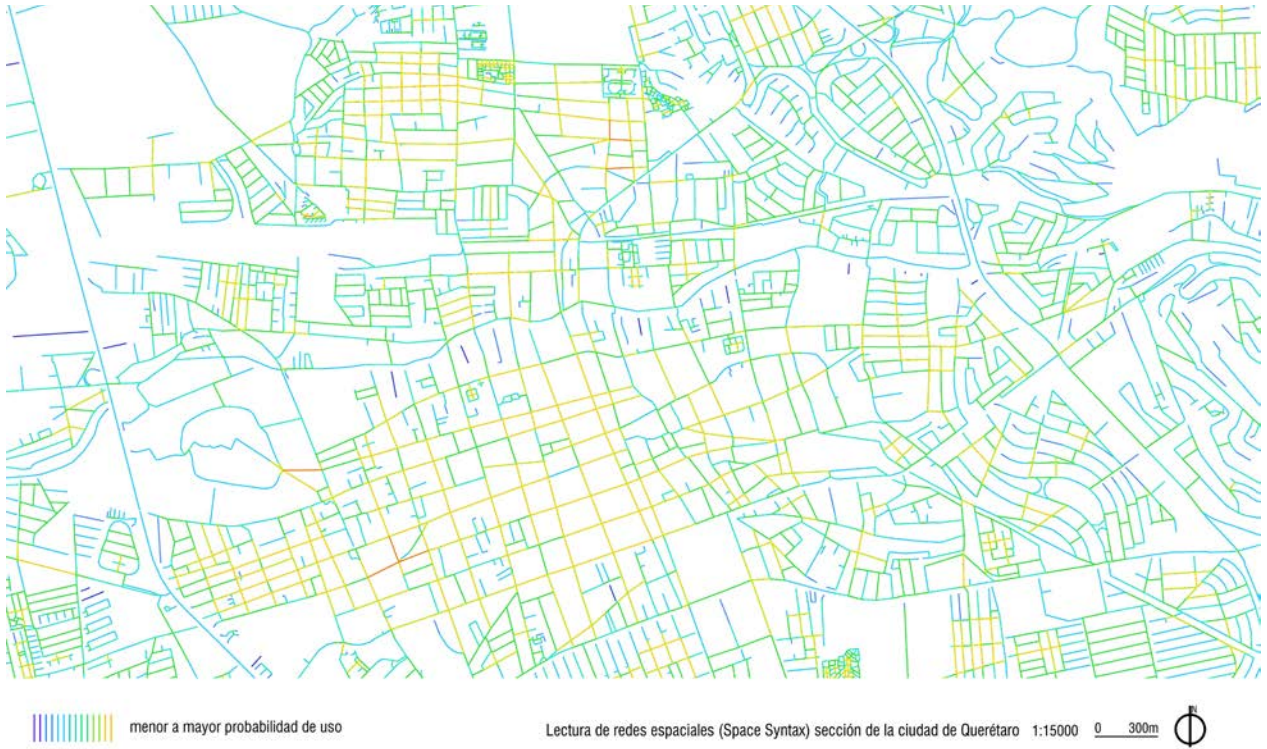 menor a mayor probabilidad de uso
Lectura de redes espaciales (Space Syntax) sección de la ciudad de Querétaro 1:15000 0 300m N